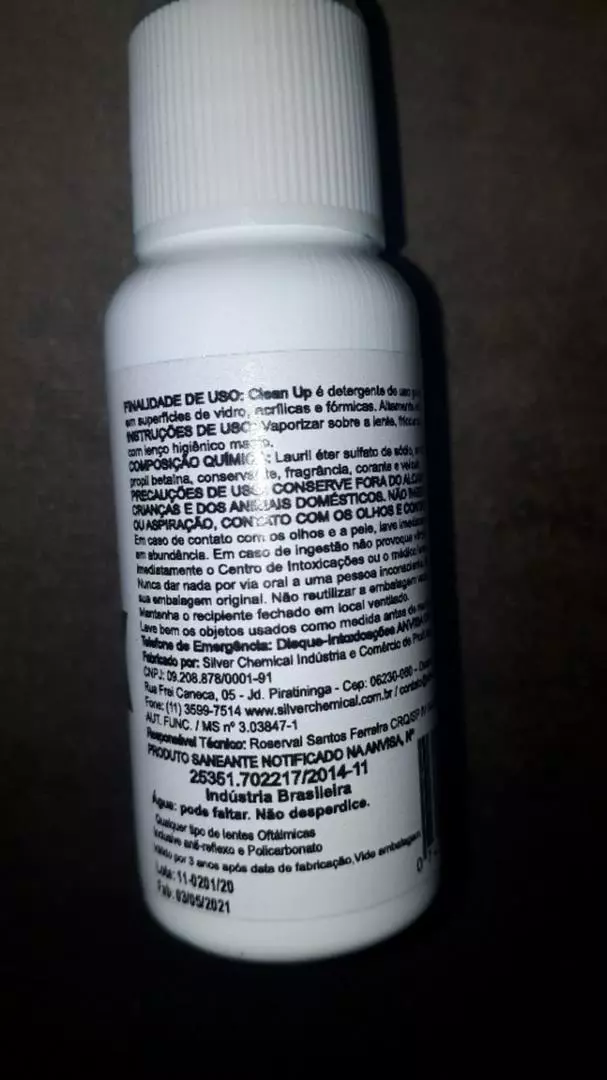 FINALIDADE DE USO: Clean Up é detergente de uso
em superfícies de vidro, acrílicas e fórmicas.
INSTRUÇÕES DE USO: Vaporizar sobre a lente,
com lenço higiênico
COMPOSIÇÃO QUÍMICA: Lauril éter sulfato de sódio,
propil betaína, fragrância, corante e
PRECAUÇÕES DE USO: CONSERVE FORA DO
CRIANÇAS E DOS ANIMAIS DOMÉSTICOS. NÃO
OU ASPIRAÇÃO, CONTATO COM OS OLHOS E
Em caso de contato com os olhos e a pele, lave
em abundância. Em caso de ingestão não provoque
imediatamente o Centro de Intoxicações ou o médico
Nunca dar nada por via oral a uma pessoa
sua embalagem original. Não reutilizar a embalagem
Mantenha o recipiente fechado em local ventilado.
Lave bem os objetos usados como medida antes de
Telefone de Emergência: Disque-Intoxicações ANVISA
Fabricado por: Silver Chemical Indústria e Comércio de
CNPJ: 09.208.878/0001-91
Rua Frei Caneca, 05 - Jd. Piratininga - Cep: 06230-080 -
Fone: (11) 3599-7514 www.silverchemical.com.br /
AUT. FUNC. / MS nº 3.03847-1
Responsável Técnico: Roserval Santos Ferreira CRQ/SP
PRODUTO SANEANTE NOTIFICADO NA ANVISA, Nº
25351.702217/2014-11
Indústria Brasileira
Água: pode faltar. Não desperdice.
Qualquer tipo de lentes Oftálmicas
Inclusive anti-reflexo e Policarbonato
Válido por 3 anos após data de fabricação, Vide embalagem
Lote: 11-0201/20
Fab: 03/05/2021